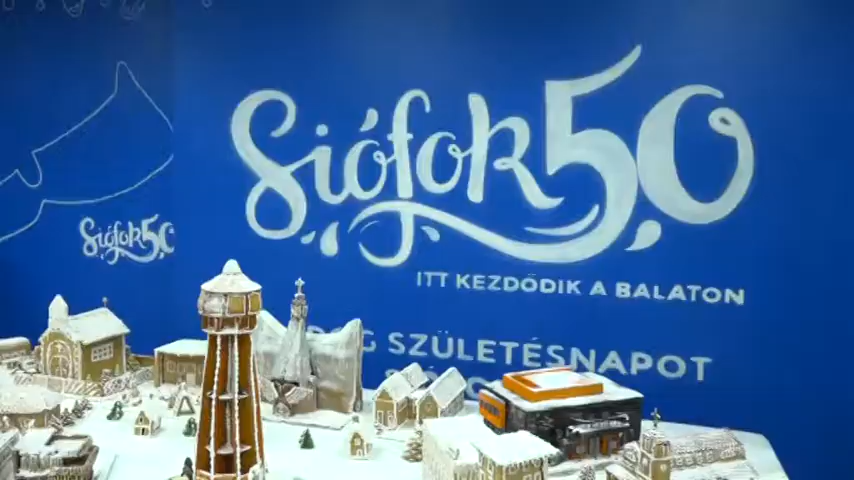 Siófok50
ITT KEZDŐDIK A BALATON
Siófok50
SZÜLETÉSNAPOT